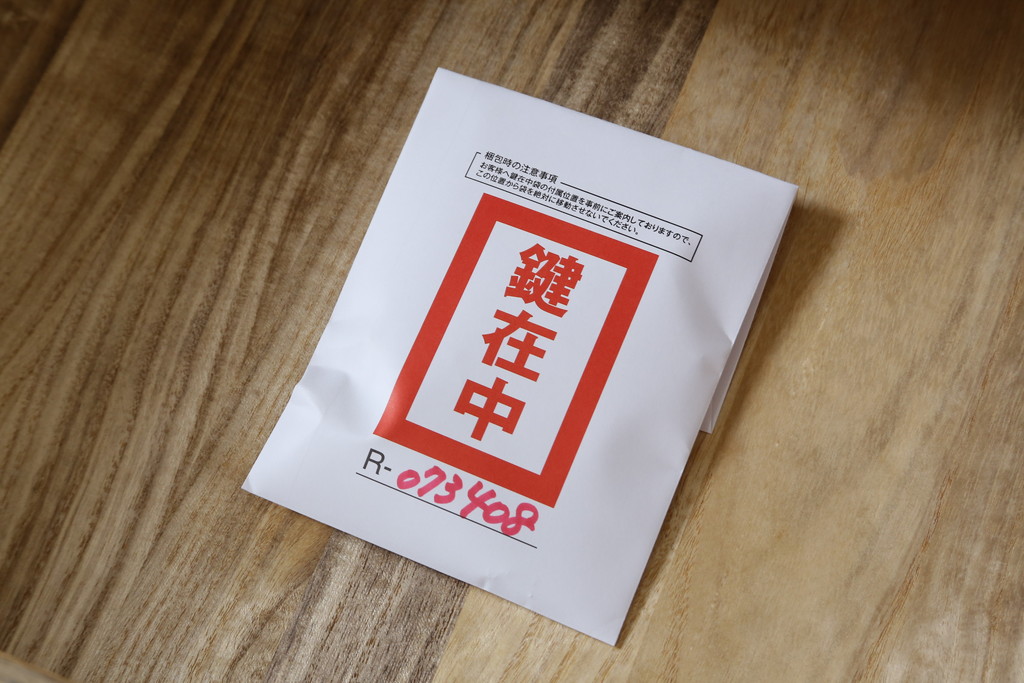 梱包時の注意事項
お客様へ鍵在中袋の付属位置を事前にご案内しておりますので、
この位置から袋を絶対に移動させないでください。
鍵在中
R-073408